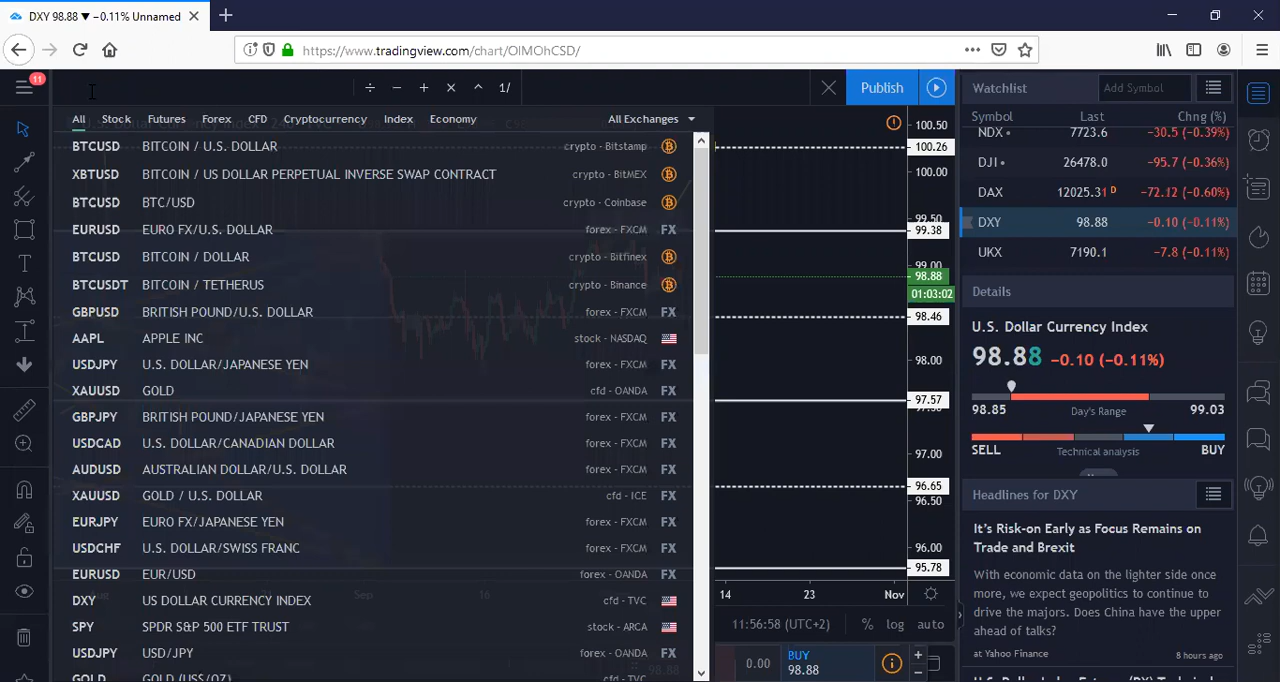 DXY 98.88 ▼ −0.11% Unnamed
https://www.tradingview.com/chart/OlMOhCSD/
11
÷ − + × ^ 1/
Publish
All Stock Futures Forex CFD Cryptocurrency Index Economy All Exchanges
BTCUSD BITCOIN / U.S. DOLLAR crypto - Bitstamp
XBTUSD BITCOIN / US DOLLAR PERPETUAL INVERSE SWAP CONTRACT crypto - BitMEX
BTCUSD BTC/USD crypto - Coinbase
EURUSD EURO FX/U.S. DOLLAR forex - FXCM FX
BTCUSD BITCOIN / DOLLAR crypto - Bitfinex
BTCUSDT BITCOIN / TETHERUS crypto - Binance
GBPUSD BRITISH POUND/U.S. DOLLAR forex - FXCM FX
AAPL APPLE INC stock - NASDAQ
USDJPY U.S. DOLLAR/JAPANESE YEN forex - FXCM FX
XAUUSD GOLD cfd - OANDA FX
GBPJPY BRITISH POUND/JAPANESE YEN forex - FXCM FX
USDCAD U.S. DOLLAR/CANADIAN DOLLAR forex - FXCM FX
AUDUSD AUSTRALIAN DOLLAR/U.S. DOLLAR forex - FXCM FX
XAUUSD GOLD / U.S. DOLLAR cfd - ICE FX
EURJPY EURO FX/JAPANESE YEN forex - FXCM FX
USDCHF U.S. DOLLAR/SWISS FRANC forex - FXCM FX
EURUSD EUR/USD forex - OANDA FX
DXY US DOLLAR CURRENCY INDEX cfd - TVC
SPY SPDR S&P 500 ETF TRUST stock - ARCA
USDJPY USD/JPY forex - OANDA FX
GOLD GOLD (US$/OZ) cfd - TVC
100.50
100.26
100.00
99.50
99.38
99.00
98.88
01:03:02
98.46
98.00
97.57
97.00
96.65
96.50
96.00
95.78
Aug Sep 16 14 23 Nov
11:56:58 (UTC+2) % log auto
0.00 BUY
98.88
Watchlist Add Symbol
Symbol Last Chng (%)
NDX 7723.6 −30.5 (−0.39%)
DJI 26478.0 −95.7 (−0.36%)
DAX 12025.31 D −72.12 (−0.60%)
DXY 98.88 −0.10 (−0.11%)
UKX 7190.1 −7.8 (−0.11%)
Details
U.S. Dollar Currency Index
98.88 −0.10 (−0.11%)
98.85 Day's Range 99.03
SELL Technical analysis BUY
Headlines for DXY
It's Risk-on Early as Focus Remains on
Trade and Brexit
With economic data on the lighter side once
more, we expect geopolitics to continue to
drive the majors. Does China have the upper
ahead of talks?
at Yahoo Finance 8 hours ago